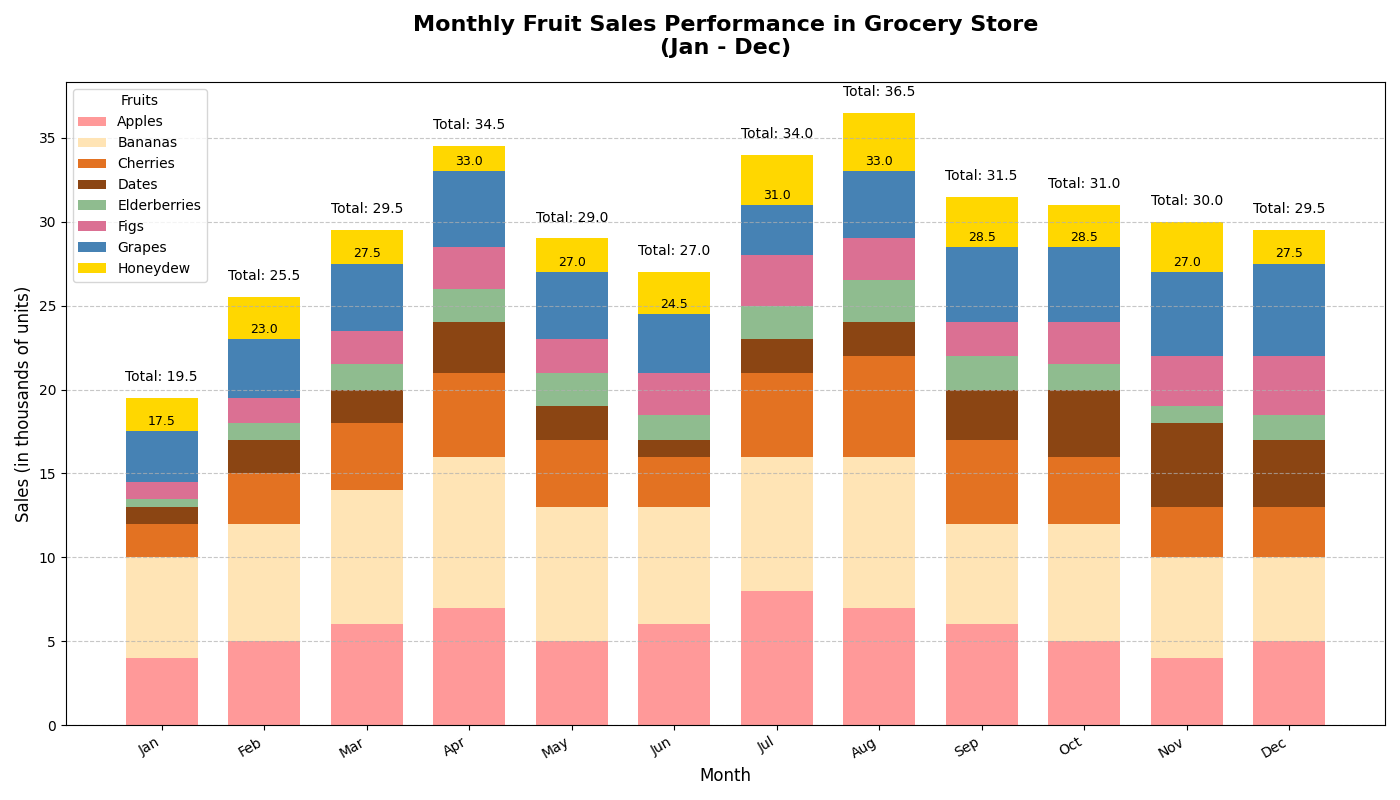 Monthly Fruit Sales Performance in Grocery Store
(Jan - Dec)
Fruits
Apples
Bananas
Cherries
Dates
Elderberries
Figs
Grapes
Honeydew
Total: 19.5
Total: 25.5
Total: 29.5
Total: 34.5
Total: 29.0
Total: 27.0
Total: 34.0
Total: 36.5
Total: 31.5
Total: 31.0
Total: 30.0
Total: 29.5
17.5
23.0
27.5
33.0
27.0
24.5
31.0
33.0
28.5
28.5
27.0
27.5
Sales (in thousands of units)
35
30
25
20
15
10
5
0
Jan
Feb
Mar
Apr
May
Jun
Jul
Aug
Sep
Oct
Nov
Dec
Month